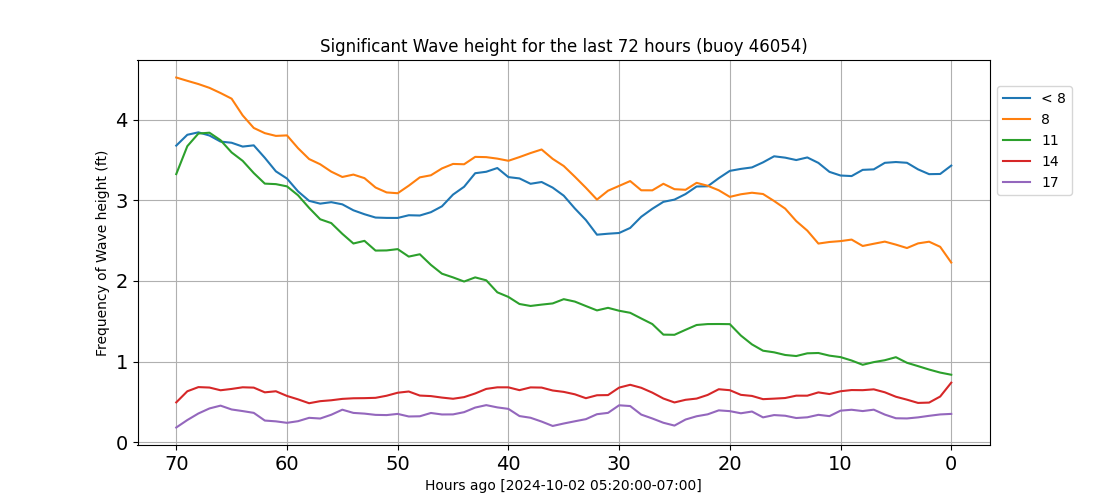 Significant Wave height for the last 72 hours (buoy 46054)
Frequency of Wave height (ft)
4
3
2
1
0
70 60 50 40 30 20 10 0
Hours ago [2024-10-02 05:20:00-07:00]
< 8
8
11
14
17